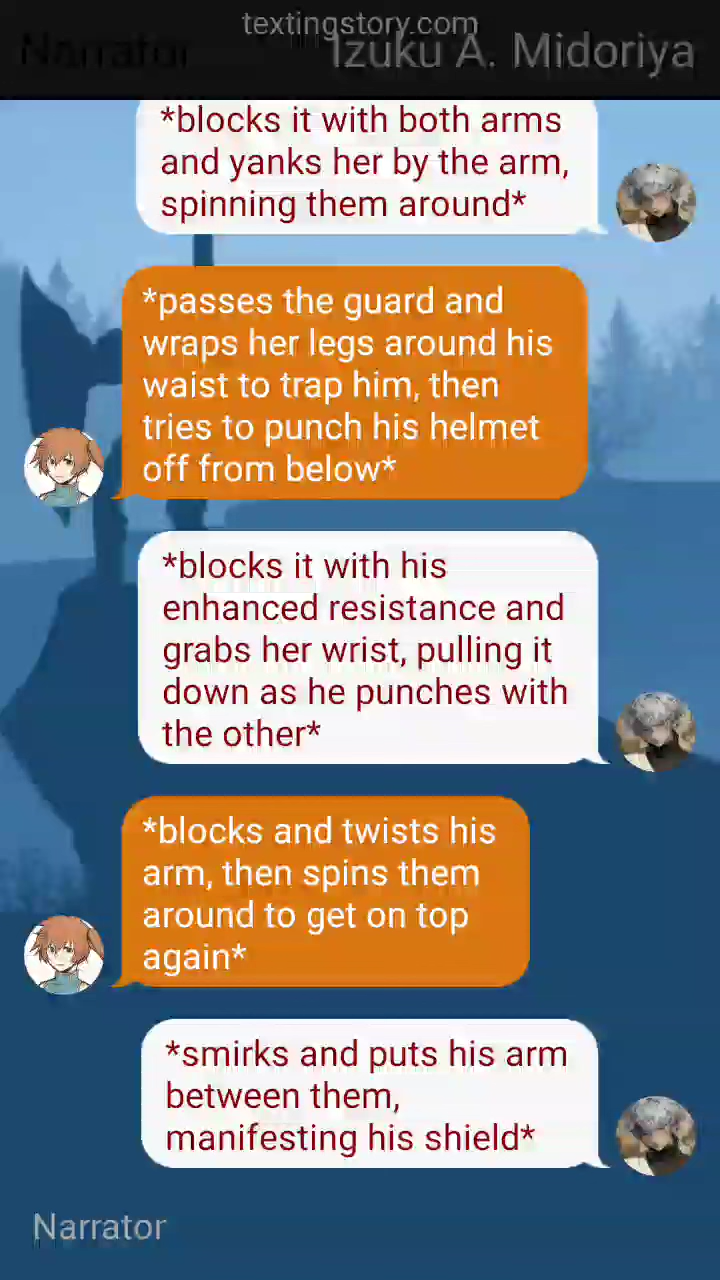 textingstory.com
Narrator
Izuku A. Midoriya
*blocks it with both arms
and yanks her by the arm,
spinning them around*
*passes the guard and
wraps her legs around his
waist to trap him, then
tries to punch his helmet
off from below*
*blocks it with his
enhanced resistance and
grabs her wrist, pulling it
down as he punches with
the other*
*blocks and twists his
arm, then spins them
around to get on top
again*
*smirks and puts his arm
between them,
manifesting his shield*
Narrator